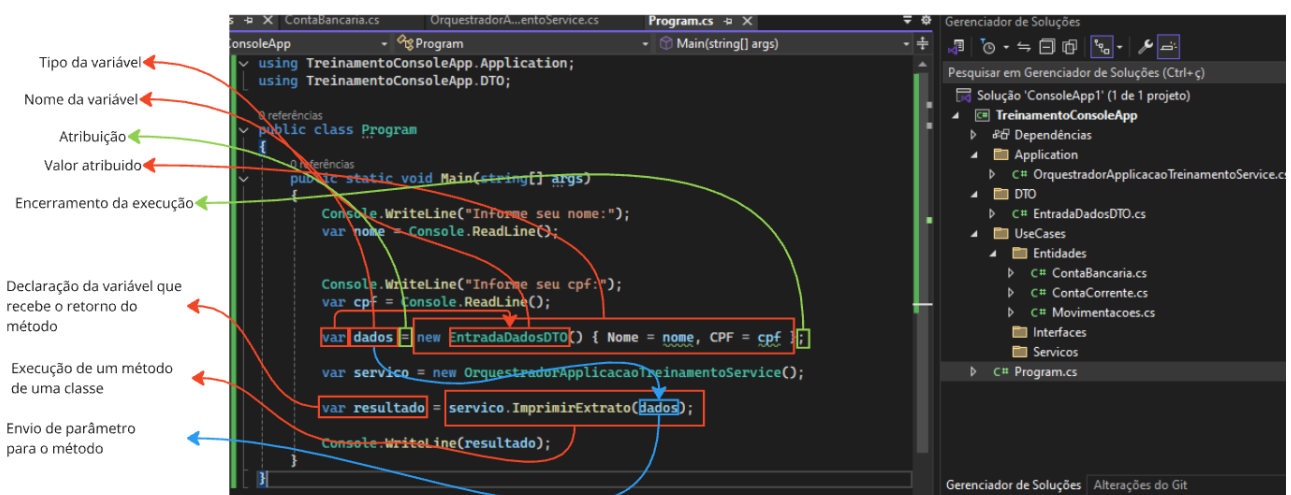 s ContaBancaria.cs OrquestradorA...entoService.cs Program.cs
ConsoleApp Program Main(string[] args)
using TreinamentoConsoleApp.Application;
using TreinamentoConsoleApp.DTO;
0 referências
public class Program
{
0 referências
public static void Main(string[] args)
{
Console.WriteLine("Informe seu nome:");
var nome = Console.ReadLine();
Console.WriteLine("Informe seu cpf:");
var cpf = Console.ReadLine();
var dados = new EntradaDadosDTO() { Nome = nome, CPF = cpf };
var servico = new OrquestradorApplicacaoTreinamentoService();
var resultado = servico.ImprimirExtrato(dados);
Console.WriteLine(resultado);
}
}
Tipo da variável
Nome da variável
Atribuição
Valor atribuido
Encerramento da execução
Declaração da variável que
recebe o retorno do
método
Execução de um método
de uma classe
Envio de parâmetro
para o método
Gerenciador de Soluções
Pesquisar em Gerenciador de Soluções (Ctrl+ç)
Solução 'ConsoleApp1' (1 de 1 projeto)
C# TreinamentoConsoleApp
Dependências
Application
C# OrquestradorApplicacaoTreinamentoService.cs
DTO
C# EntradaDadosDTO.cs
UseCases
Entidades
C# ContaBancaria.cs
C# ContaCorrente.cs
C# Movimentacoes.cs
Interfaces
Servicos
C# Program.cs
Gerenciador de Soluções Alterações do Git